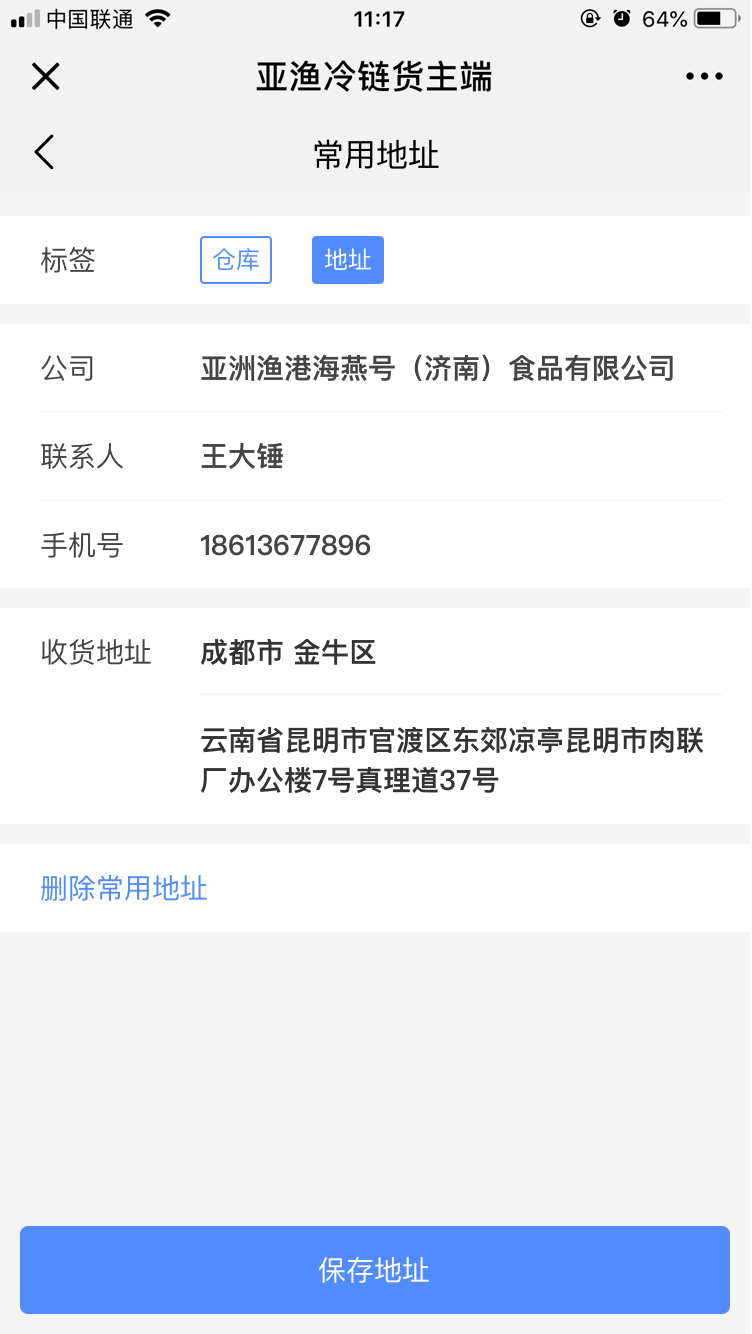 中国联通 11:17 64%
亚渔冷链货主端
常用地址
标签 仓库 地址
公司 亚洲渔港海燕号（济南）食品有限公司
联系人 王大锤
手机号 18613677896
收货地址 成都市 金牛区
云南省昆明市官渡区东郊凉亭昆明市肉联
厂办公楼7号真理道37号
删除常用地址
保存地址